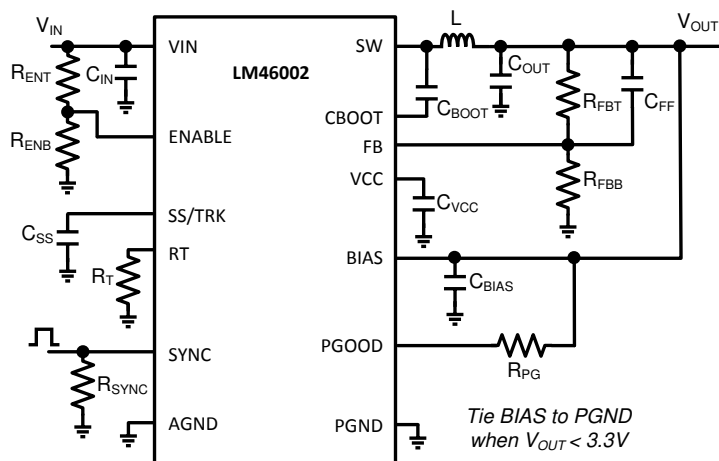 VIN
VOUT
L
VIN
SW
RENT
CIN
LM46002
COUT
CBOOT
RFBT
CFF
CBOOT
RENB
ENABLE
FB
VCC
RFBB
CVCC
SS/TRK
CSS
RT
BIAS
RT
CBIAS
SYNC
PGOOD
RSYNC
RPG
AGND
PGND
Tie BIAS to PGND
when VOUT < 3.3V